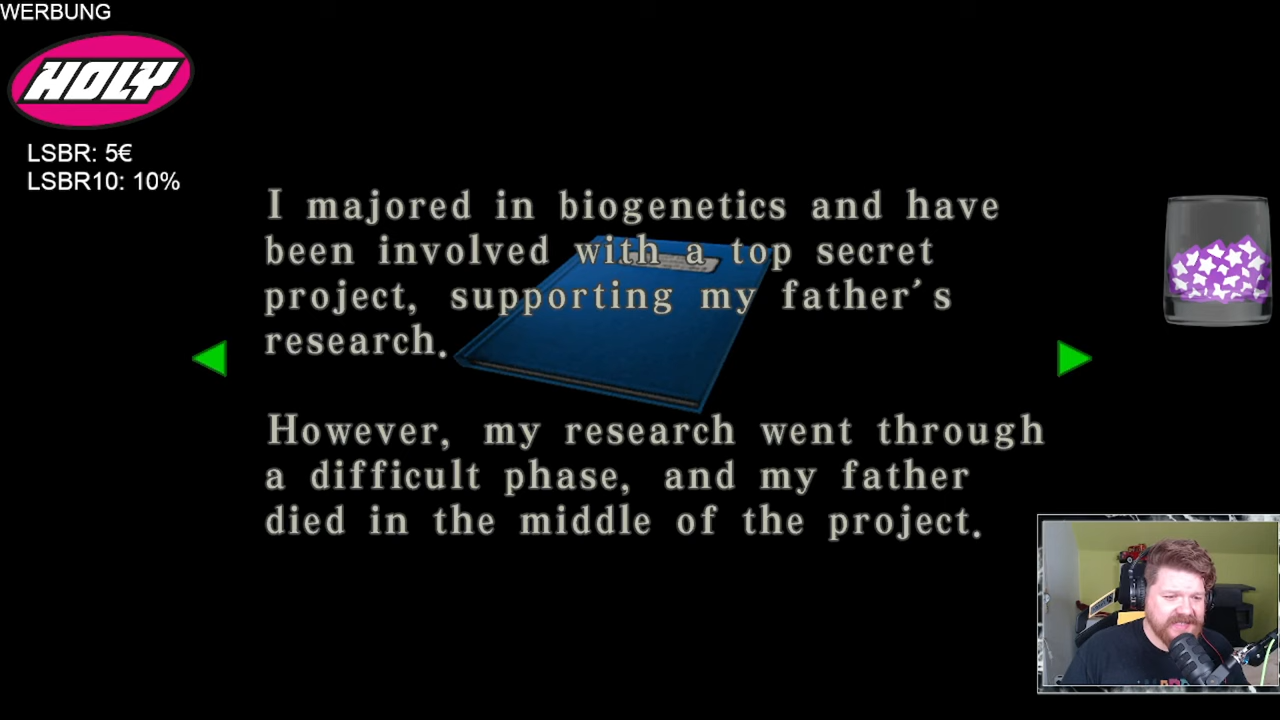 WERBUNG
HOLY
LSBR: 5€
LSBR10: 10%
I majored in biogenetics and have
been involved with a top secret
project, supporting my father's
research.
However, my research went through
a difficult phase, and my father
died in the middle of the project.